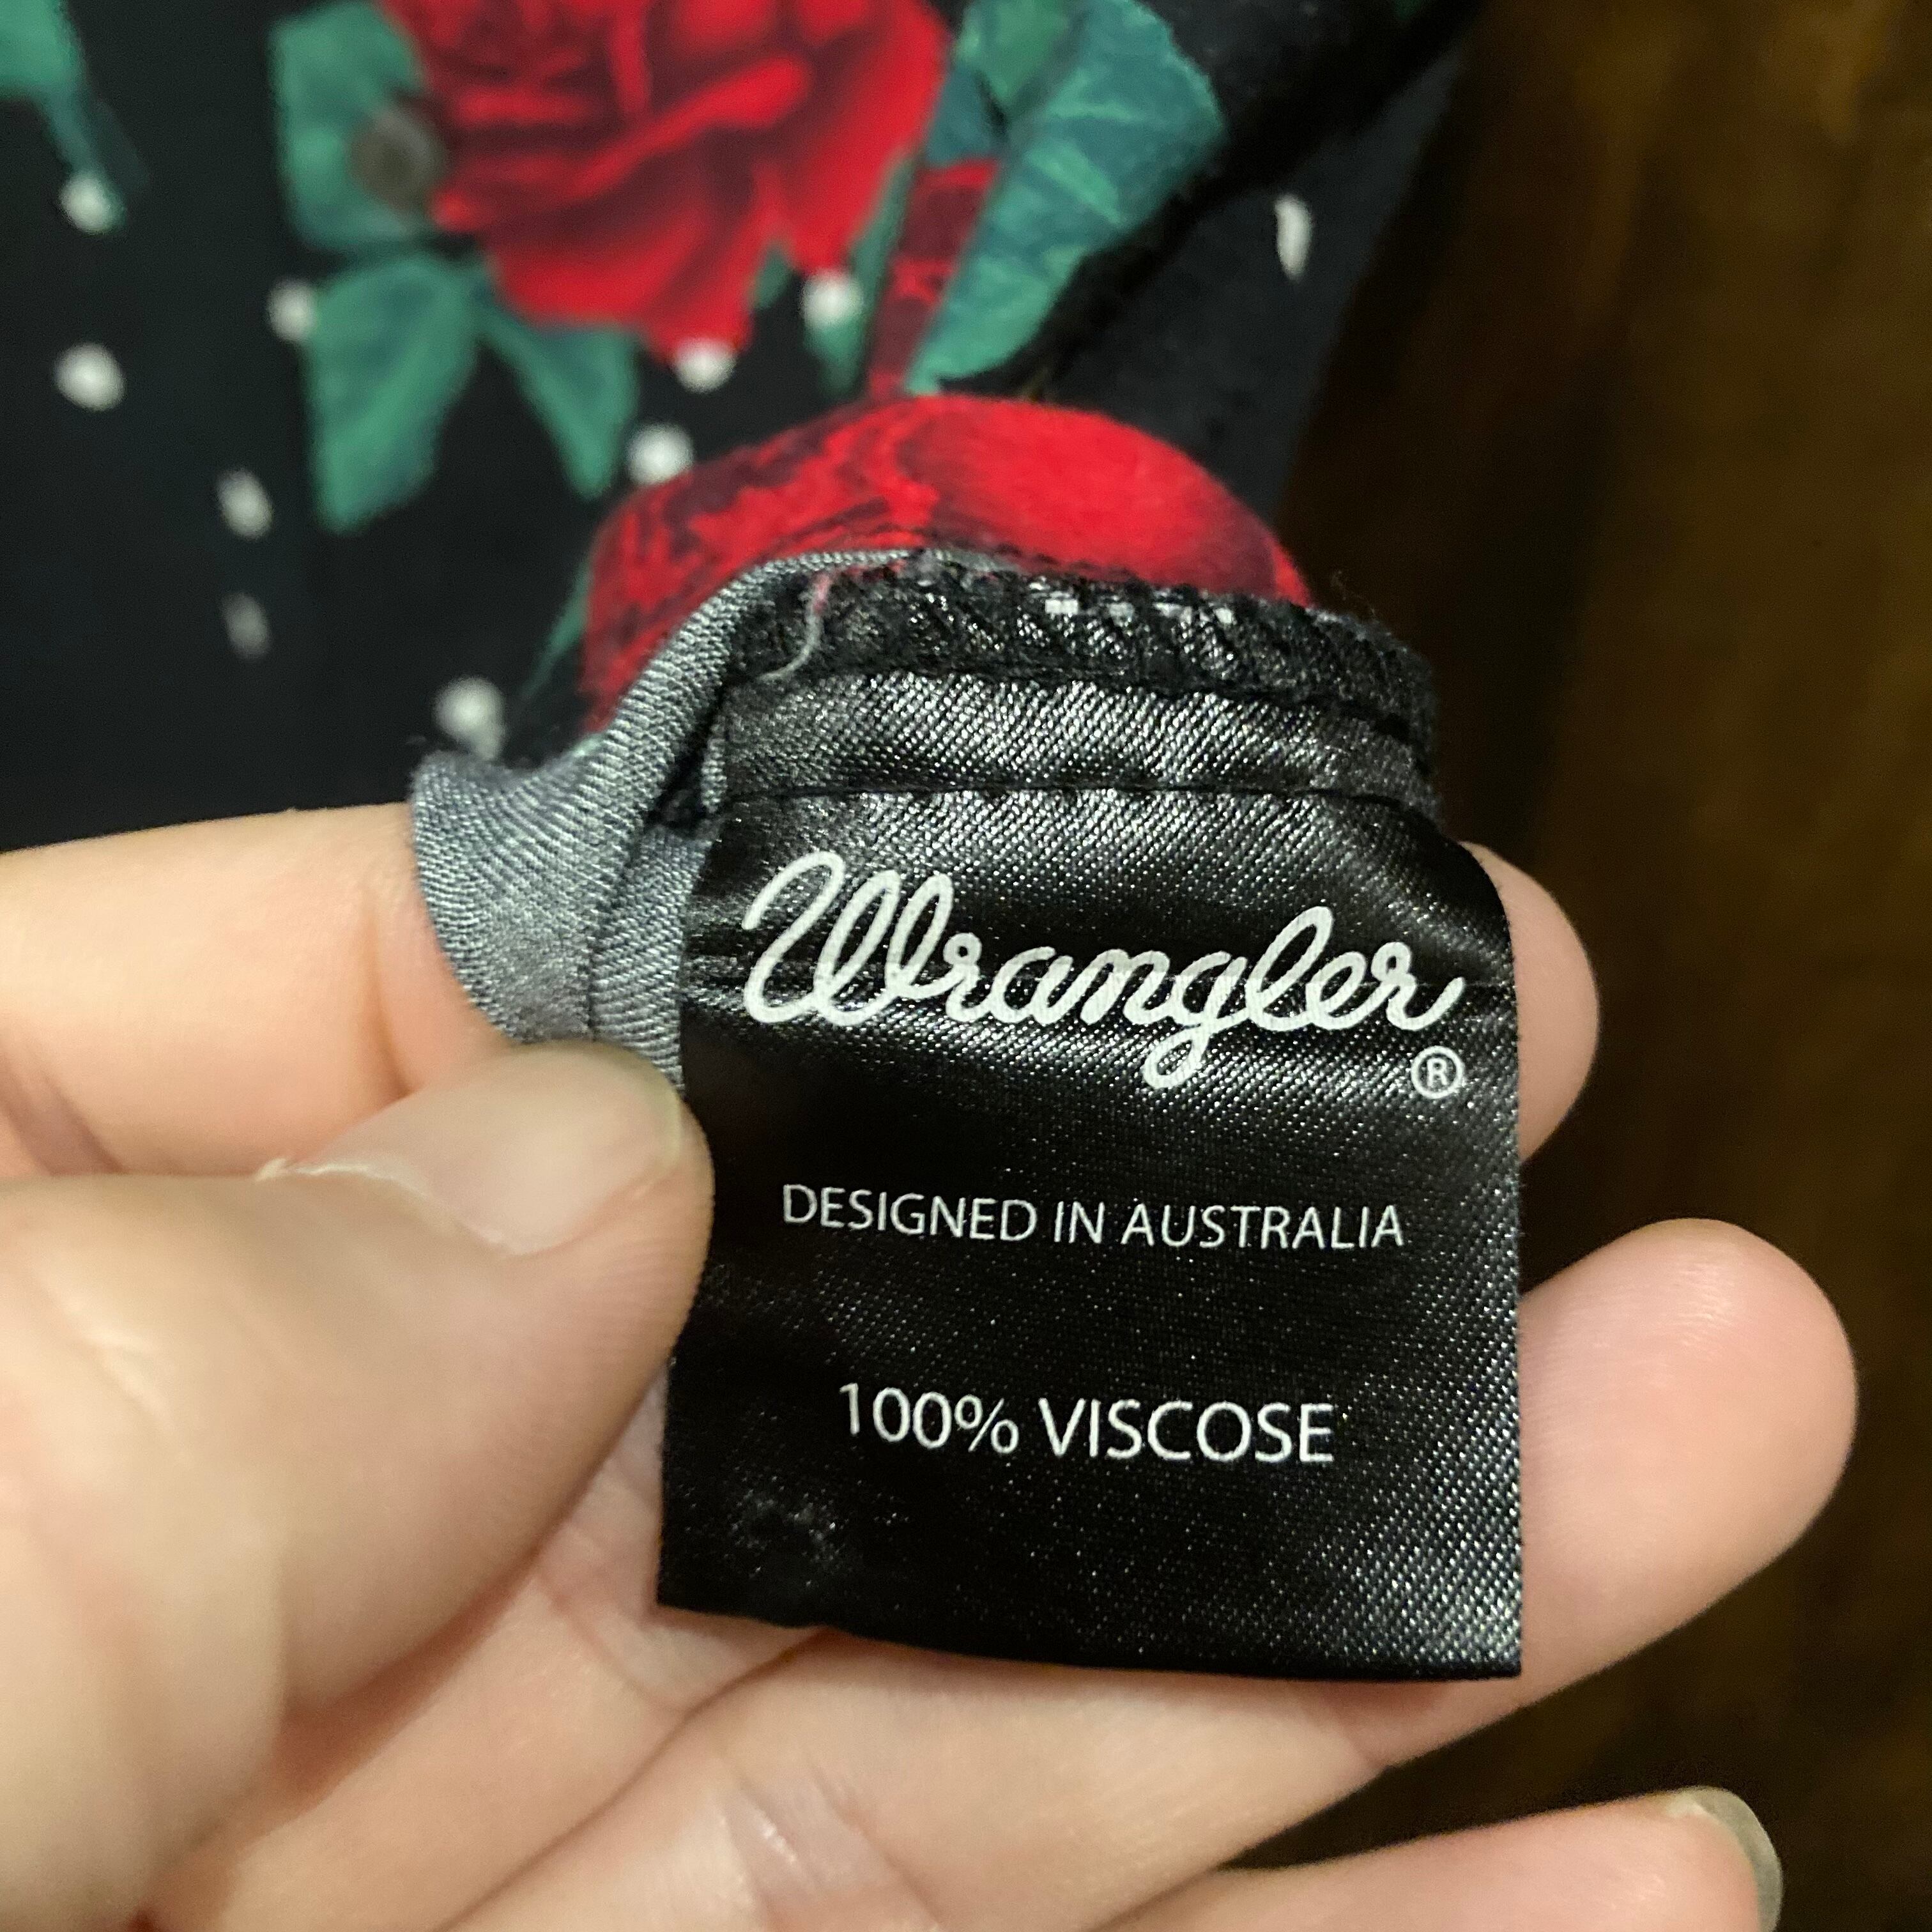 Wrangler
®
DESIGNED IN AUSTRALIA
100% VISCOSE